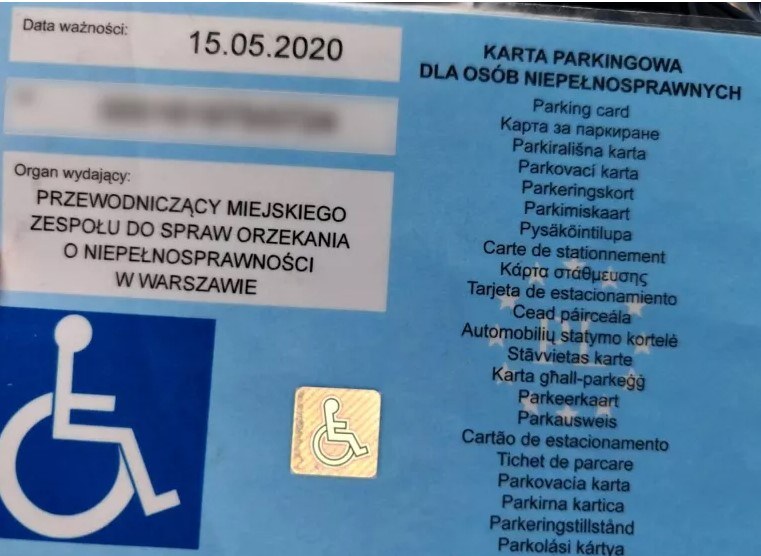 Data ważności:
15.05.2020
Organ wydający:
PRZEWODNICZĄCY MIEJSKIEGO
ZESPOŁU DO SPRAW ORZEKANIA
O NIEPEŁNOSPRAWNOŚCI
W WARSZAWIE
KARTA PARKINGOWA
DLA OSÓB NIEPEŁNOSPRAWNYCH
Parking card
Карта за паркиране
Parkirališna karta
Parkovací karta
Parkeringskort
Parkimiskaart
Pysäköintilupa
Carte de stationnement
Κάρτα στάθμευσης
Tarjeta de estacionamiento
Cead páirceála
Automobilių statymo kortelė
Stāvvietas karte
Karta għall-parkeġġ
Parkeerkaart
Parkausweis
Cartão de estacionamento
Tichet de parcare
Parkovacia karta
Parkirna kartica
Parkeringstillstånd
Parkolási kártya
PL